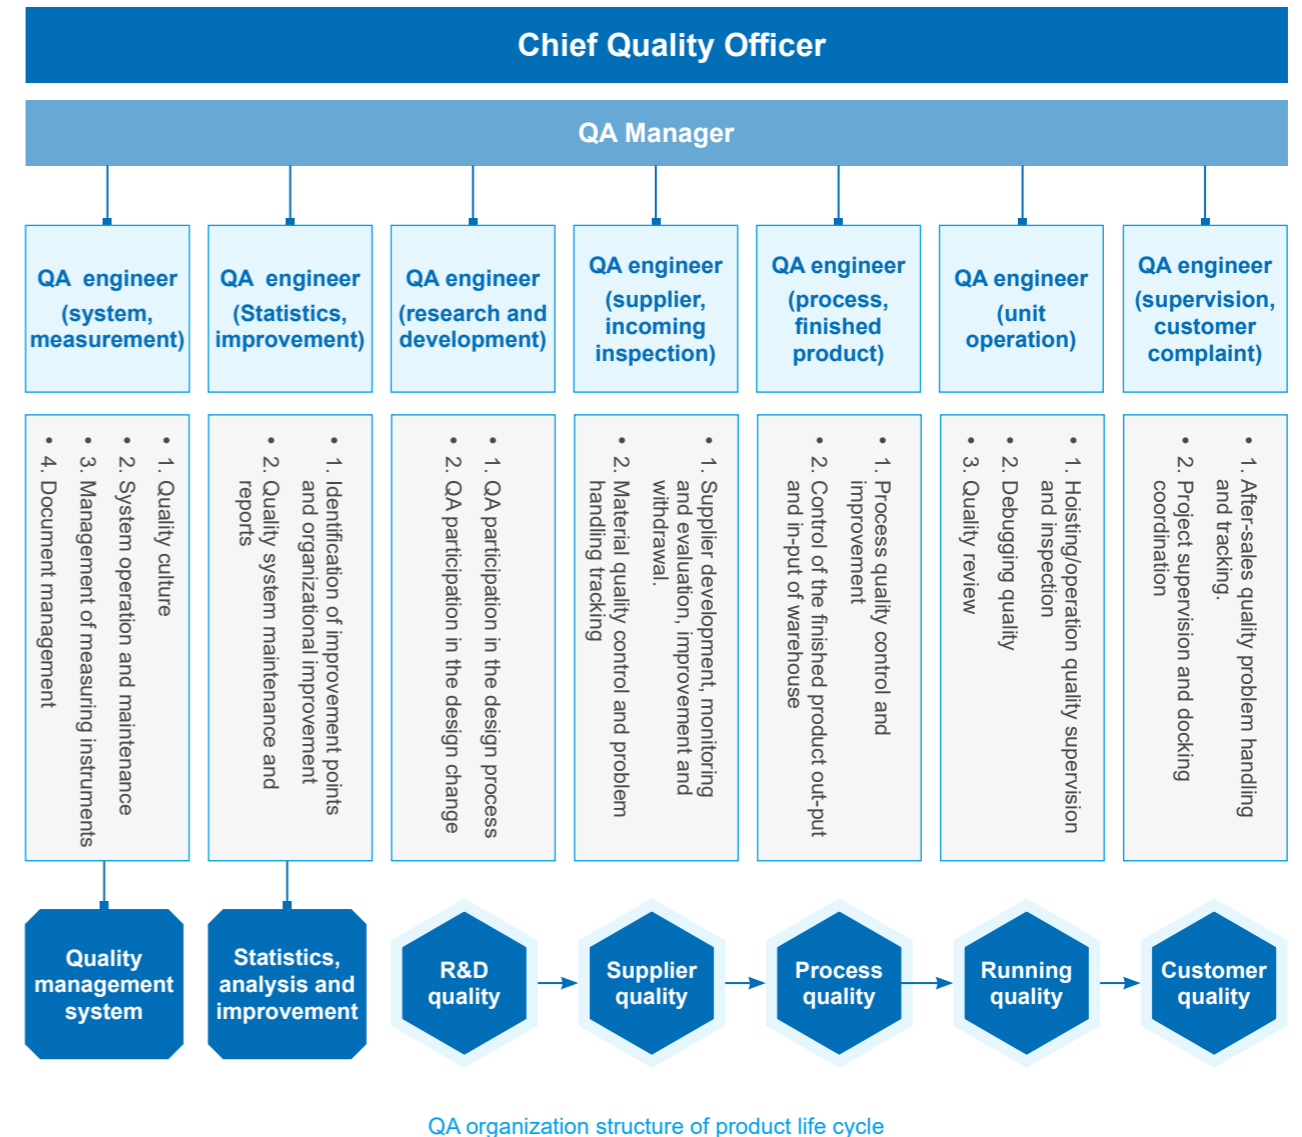 Chief Quality Officer
QA Manager
QA engineer
(system,
measurement)
QA engineer
(Statistics,
improvement)
QA engineer
(research and
development)
QA engineer
(supplier,
incoming
inspection)
QA engineer
(process,
finished
product)
QA engineer
(unit
operation)
QA engineer
(supervision,
customer
complaint)
• 1. Quality culture
• 2. System operation and maintenance
• 3. Management of measuring instruments
• 4. Document management
• 1. Identification of improvement points
and organizational improvement
• 2. Quality system maintenance and
reports
• 1. QA participation in the design process
• 2. QA participation in the design change
• 1. Supplier development, monitoring
and evaluation, improvement and
withdrawal.
• 2. Material quality control and problem
handling tracking
• 1. Process quality control and
improvement
• 2. Control of the finished product out-put
and in-put of warehouse
• 1. Hoisting/operation quality supervision
and inspection
• 2. Debugging quality
• 3. Quality review
• 1. After-sales quality problem handling
and tracking.
• 2. Project supervision and docking
coordination
Quality
management
system
Statistics,
analysis and
improvement
R&D
quality
Supplier
quality
Process
quality
Running
quality
Customer
quality
QA organization structure of product life cycle